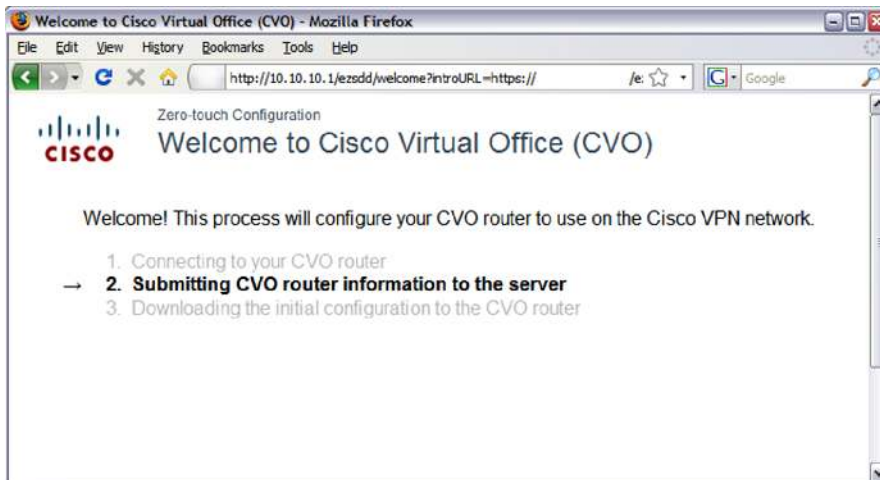 Welcome to Cisco Virtual Office (CVO) - Mozilla Firefox
File Edit View History Bookmarks Tools Help
http://10.10.10.1/ezsdd/welcome?introURL=https:// /e: G Google
Zero-touch Configuration
CISCO
Welcome to Cisco Virtual Office (CVO)
Welcome! This process will configure your CVO router to use on the Cisco VPN network.
1. Connecting to your CVO router
→ 2. Submitting CVO router information to the server
3. Downloading the initial configuration to the CVO router